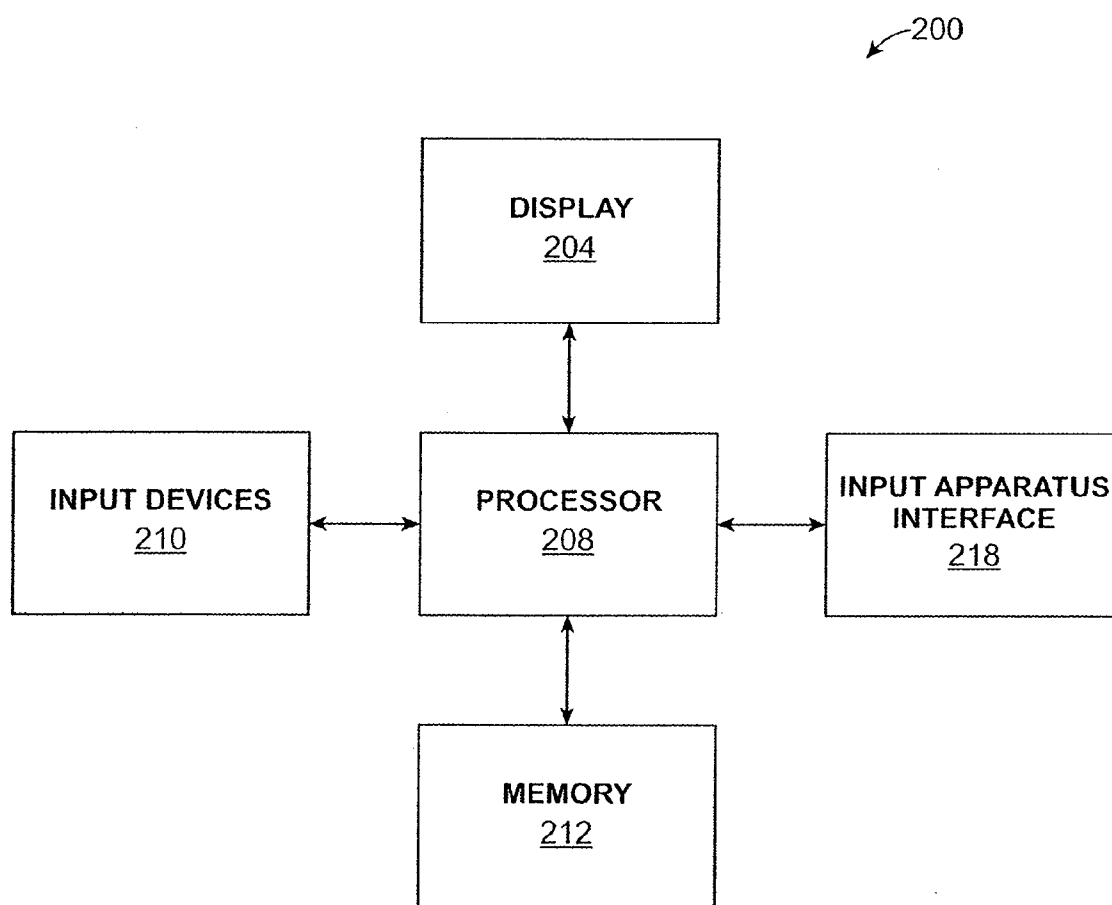 200
DISPLAY
204
INPUT DEVICES
210
PROCESSOR
208
INPUT APPARATUS
INTERFACE
218
MEMORY
212